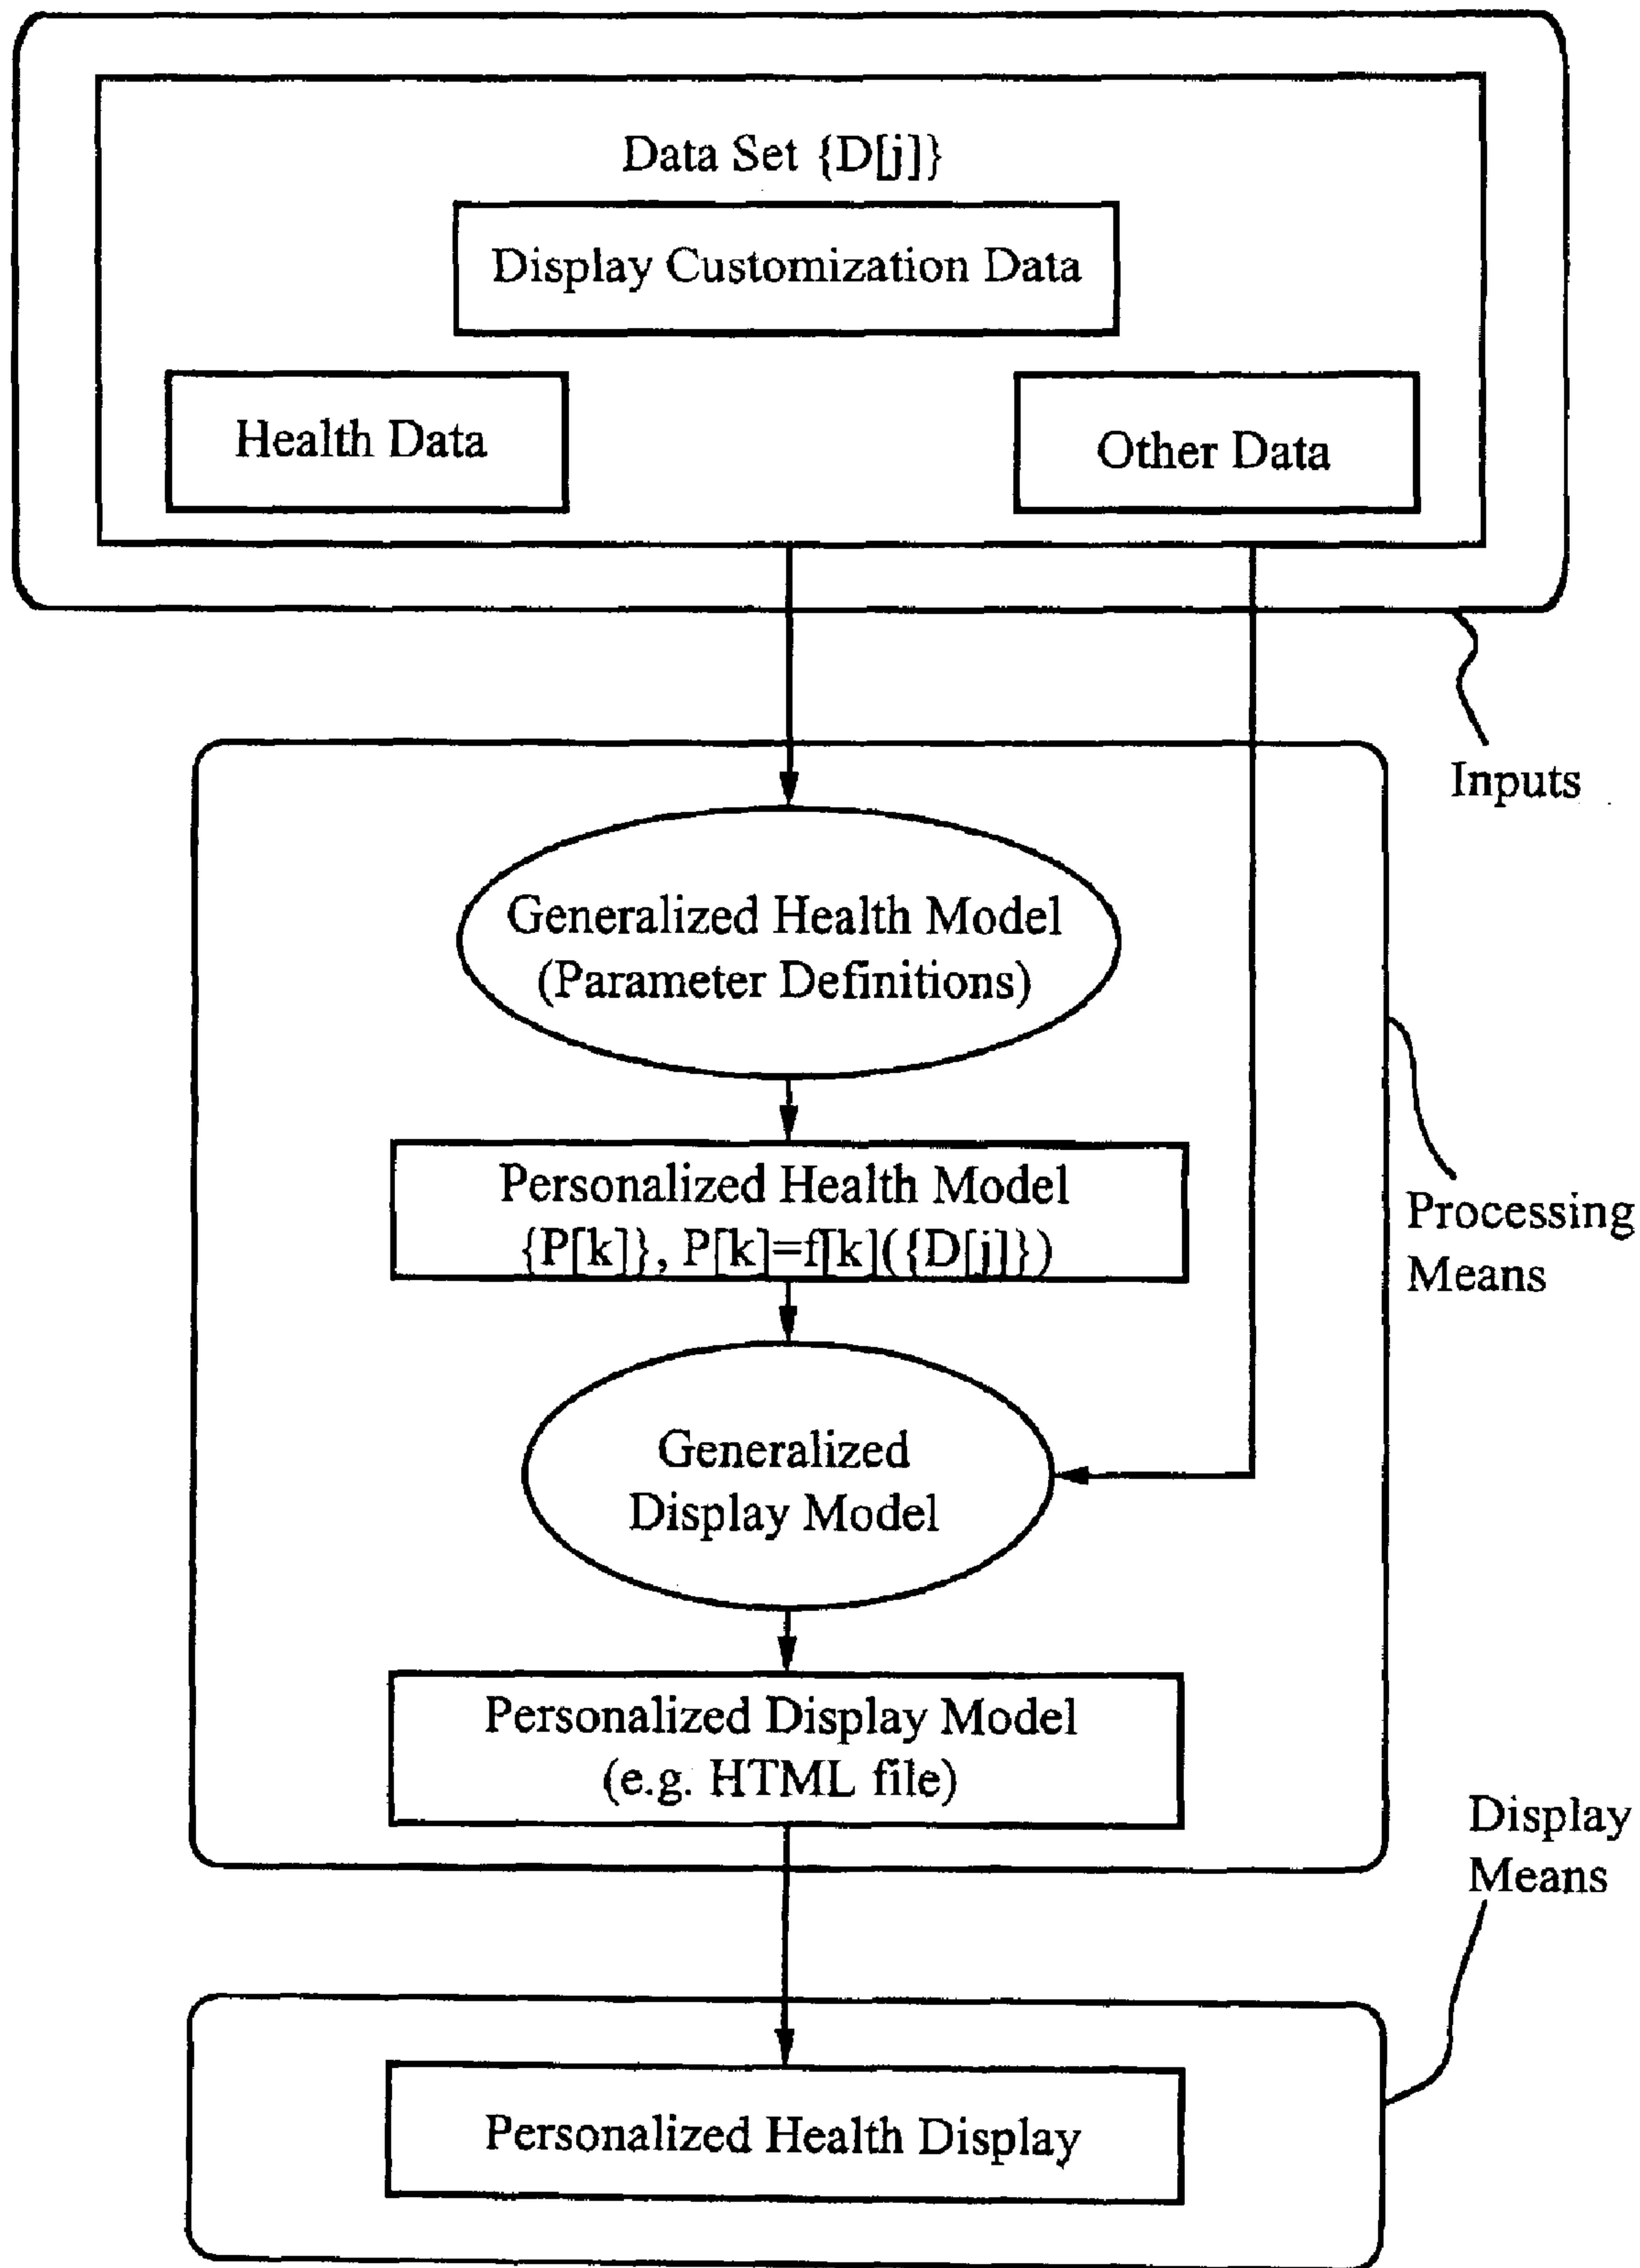 Data Set {D[j]}
Display Customization Data
Health Data
Other Data
Inputs
Generalized Health Model
(Parameter Definitions)
Personalized Health Model
{P[k]}, P[k]=f[k]({D[j]})
Processing
Means
Generalized
Display Model
Personalized Display Model
(e.g. HTML file)
Display
Means
Personalized Health Display